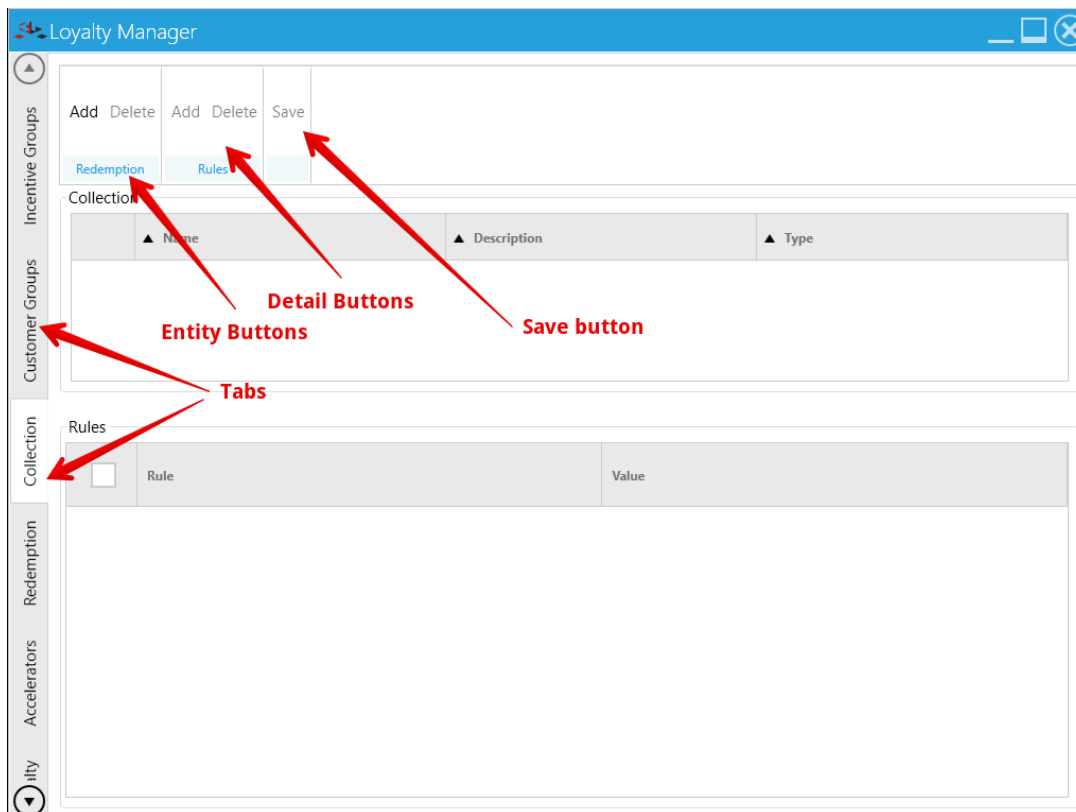 Loyalty Manager
Add Delete Add Delete Save
Redemption Rules
Collection
Name Description Type
Detail Buttons
Entity Buttons
Save button
Tabs
Rules
Rule Value
Incentive Groups
Customer Groups
Collection
Redemption
Accelerators
alty